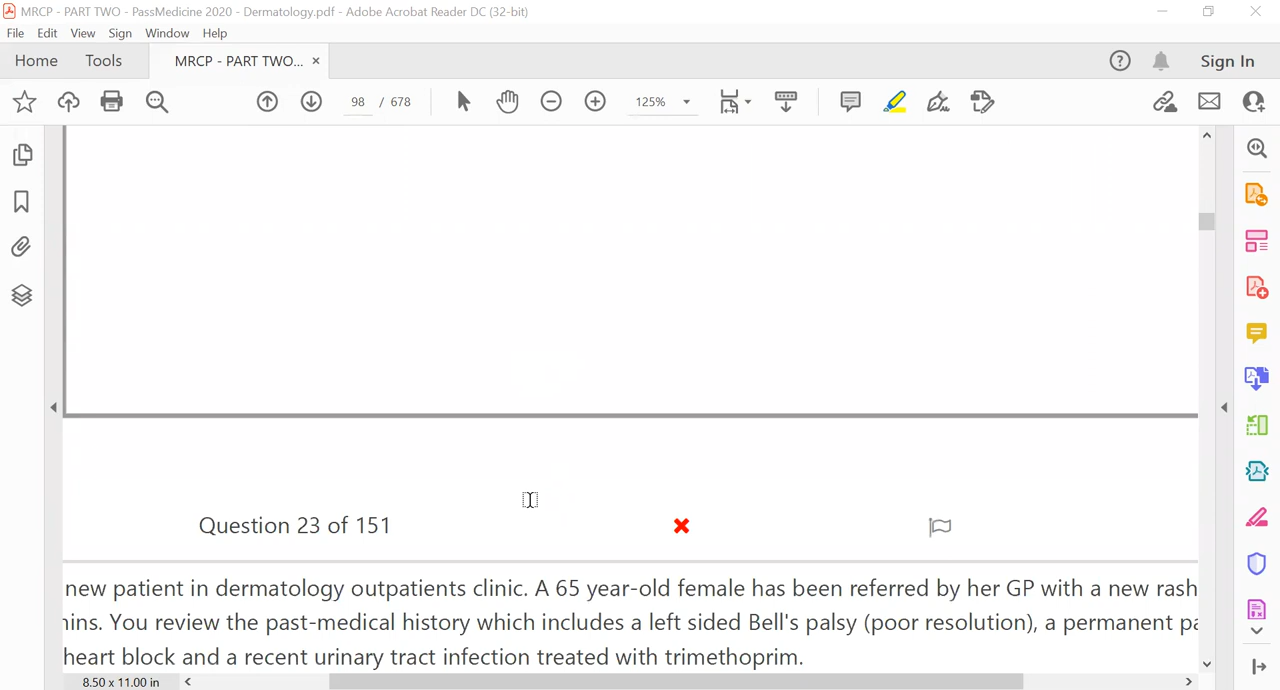 MRCP - PART TWO - PassMedicine 2020 - Dermatology.pdf - Adobe Acrobat Reader DC (32-bit)
File Edit View Sign Window Help
Home Tools MRCP - PART TWO... × Sign In
98 / 678 125%
Question 23 of 151
new patient in dermatology outpatients clinic. A 65 year-old female has been referred by her GP with a new rash
hins. You review the past-medical history which includes a left sided Bell's palsy (poor resolution), a permanent pa
heart block and a recent urinary tract infection treated with trimethoprim.
8.50 x 11.00 in